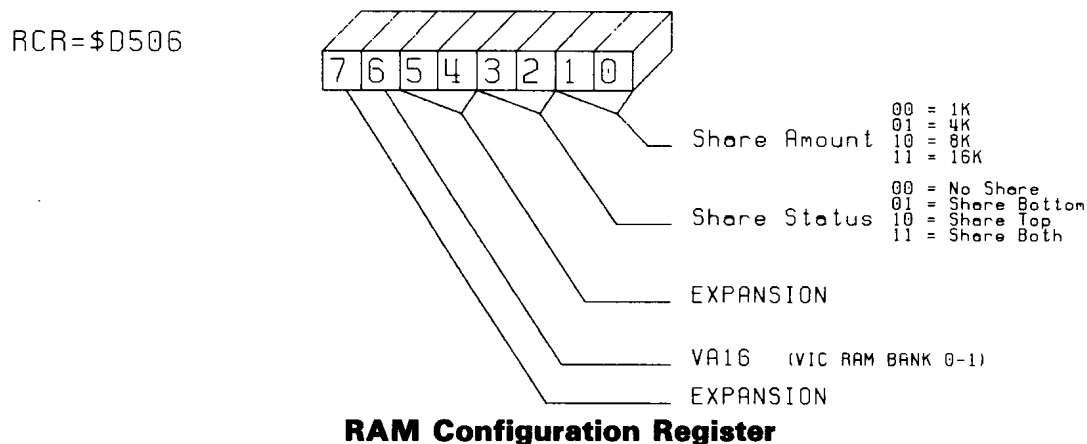 RCR=$D506
7 6 5 4 3 2 1 0
Share Amount
00 = 1K
01 = 4K
10 = 8K
11 = 16K
Share Status
00 = No Share
01 = Share Bottom
10 = Share Top
11 = Share Both
EXPANSION
VA16 (VIC RAM BANK 0-1)
EXPANSION
RAM Configuration Register